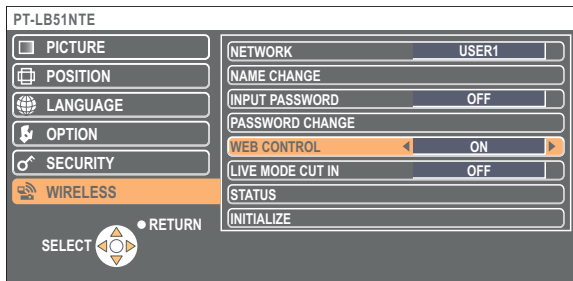 PT-LB51NTE
PICTURE
POSITION
LANGUAGE
OPTION
SECURITY
WIRELESS
RETURN
SELECT
NETWORK USER1
NAME CHANGE
INPUT PASSWORD OFF
PASSWORD CHANGE
WEB CONTROL ON
LIVE MODE CUT IN OFF
STATUS
INITIALIZE